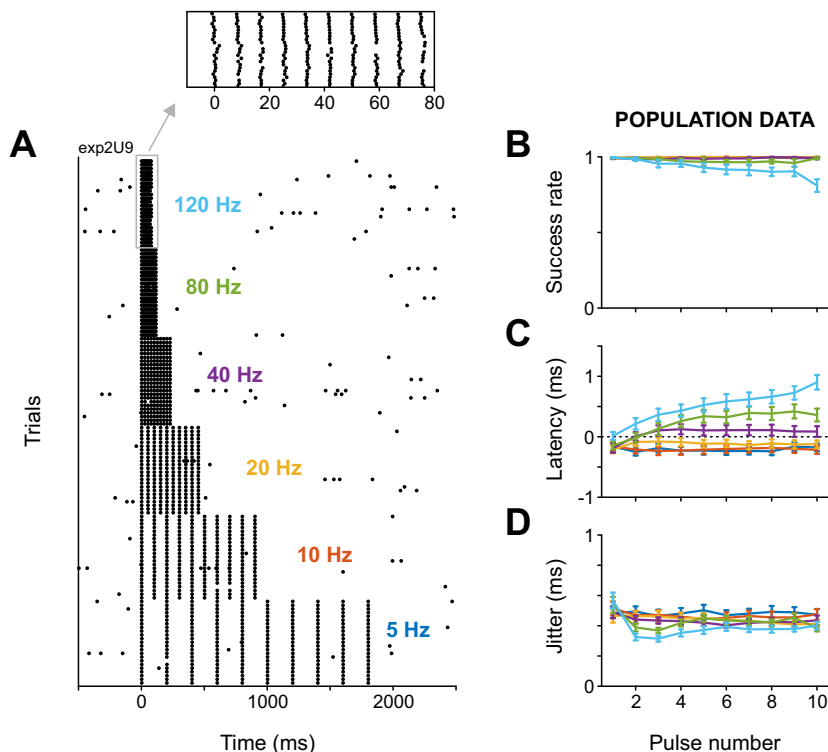 0 20 40 60 80
POPULATION DATA
A
exp2U9
120 Hz
80 Hz
40 Hz
20 Hz
10 Hz
5 Hz
Trials
0 1000 2000
Time (ms)
B
1
0
Success rate
C
1
0
-1
Latency (ms)
D
1
0
Jitter (ms)
2 4 6 8 10
Pulse number